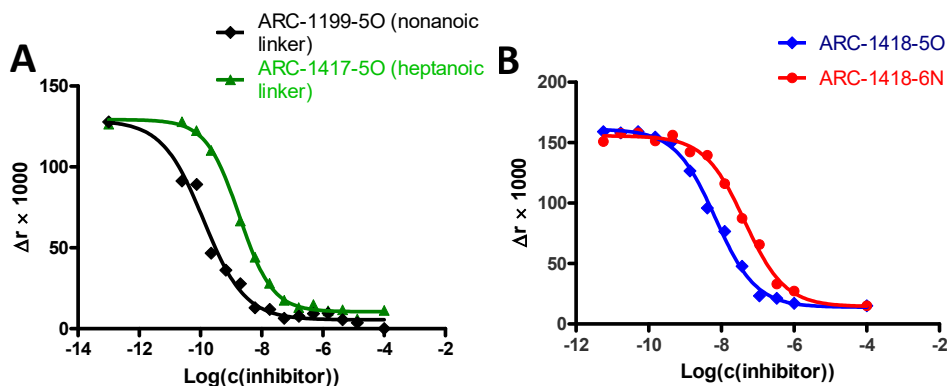 A
ARC-1199-5O (nonanoic
linker)
ARC-1417-5O (heptanoic
linker)
150
100
50
0
Δr × 1000
-14 -12 -10 -8 -6 -4 -2
Log(c(inhibitor))
B
ARC-1418-5O
ARC-1418-6N
200
150
100
50
0
Δr × 1000
-12 -10 -8 -6 -4 -2
Log(c(inhibitor))